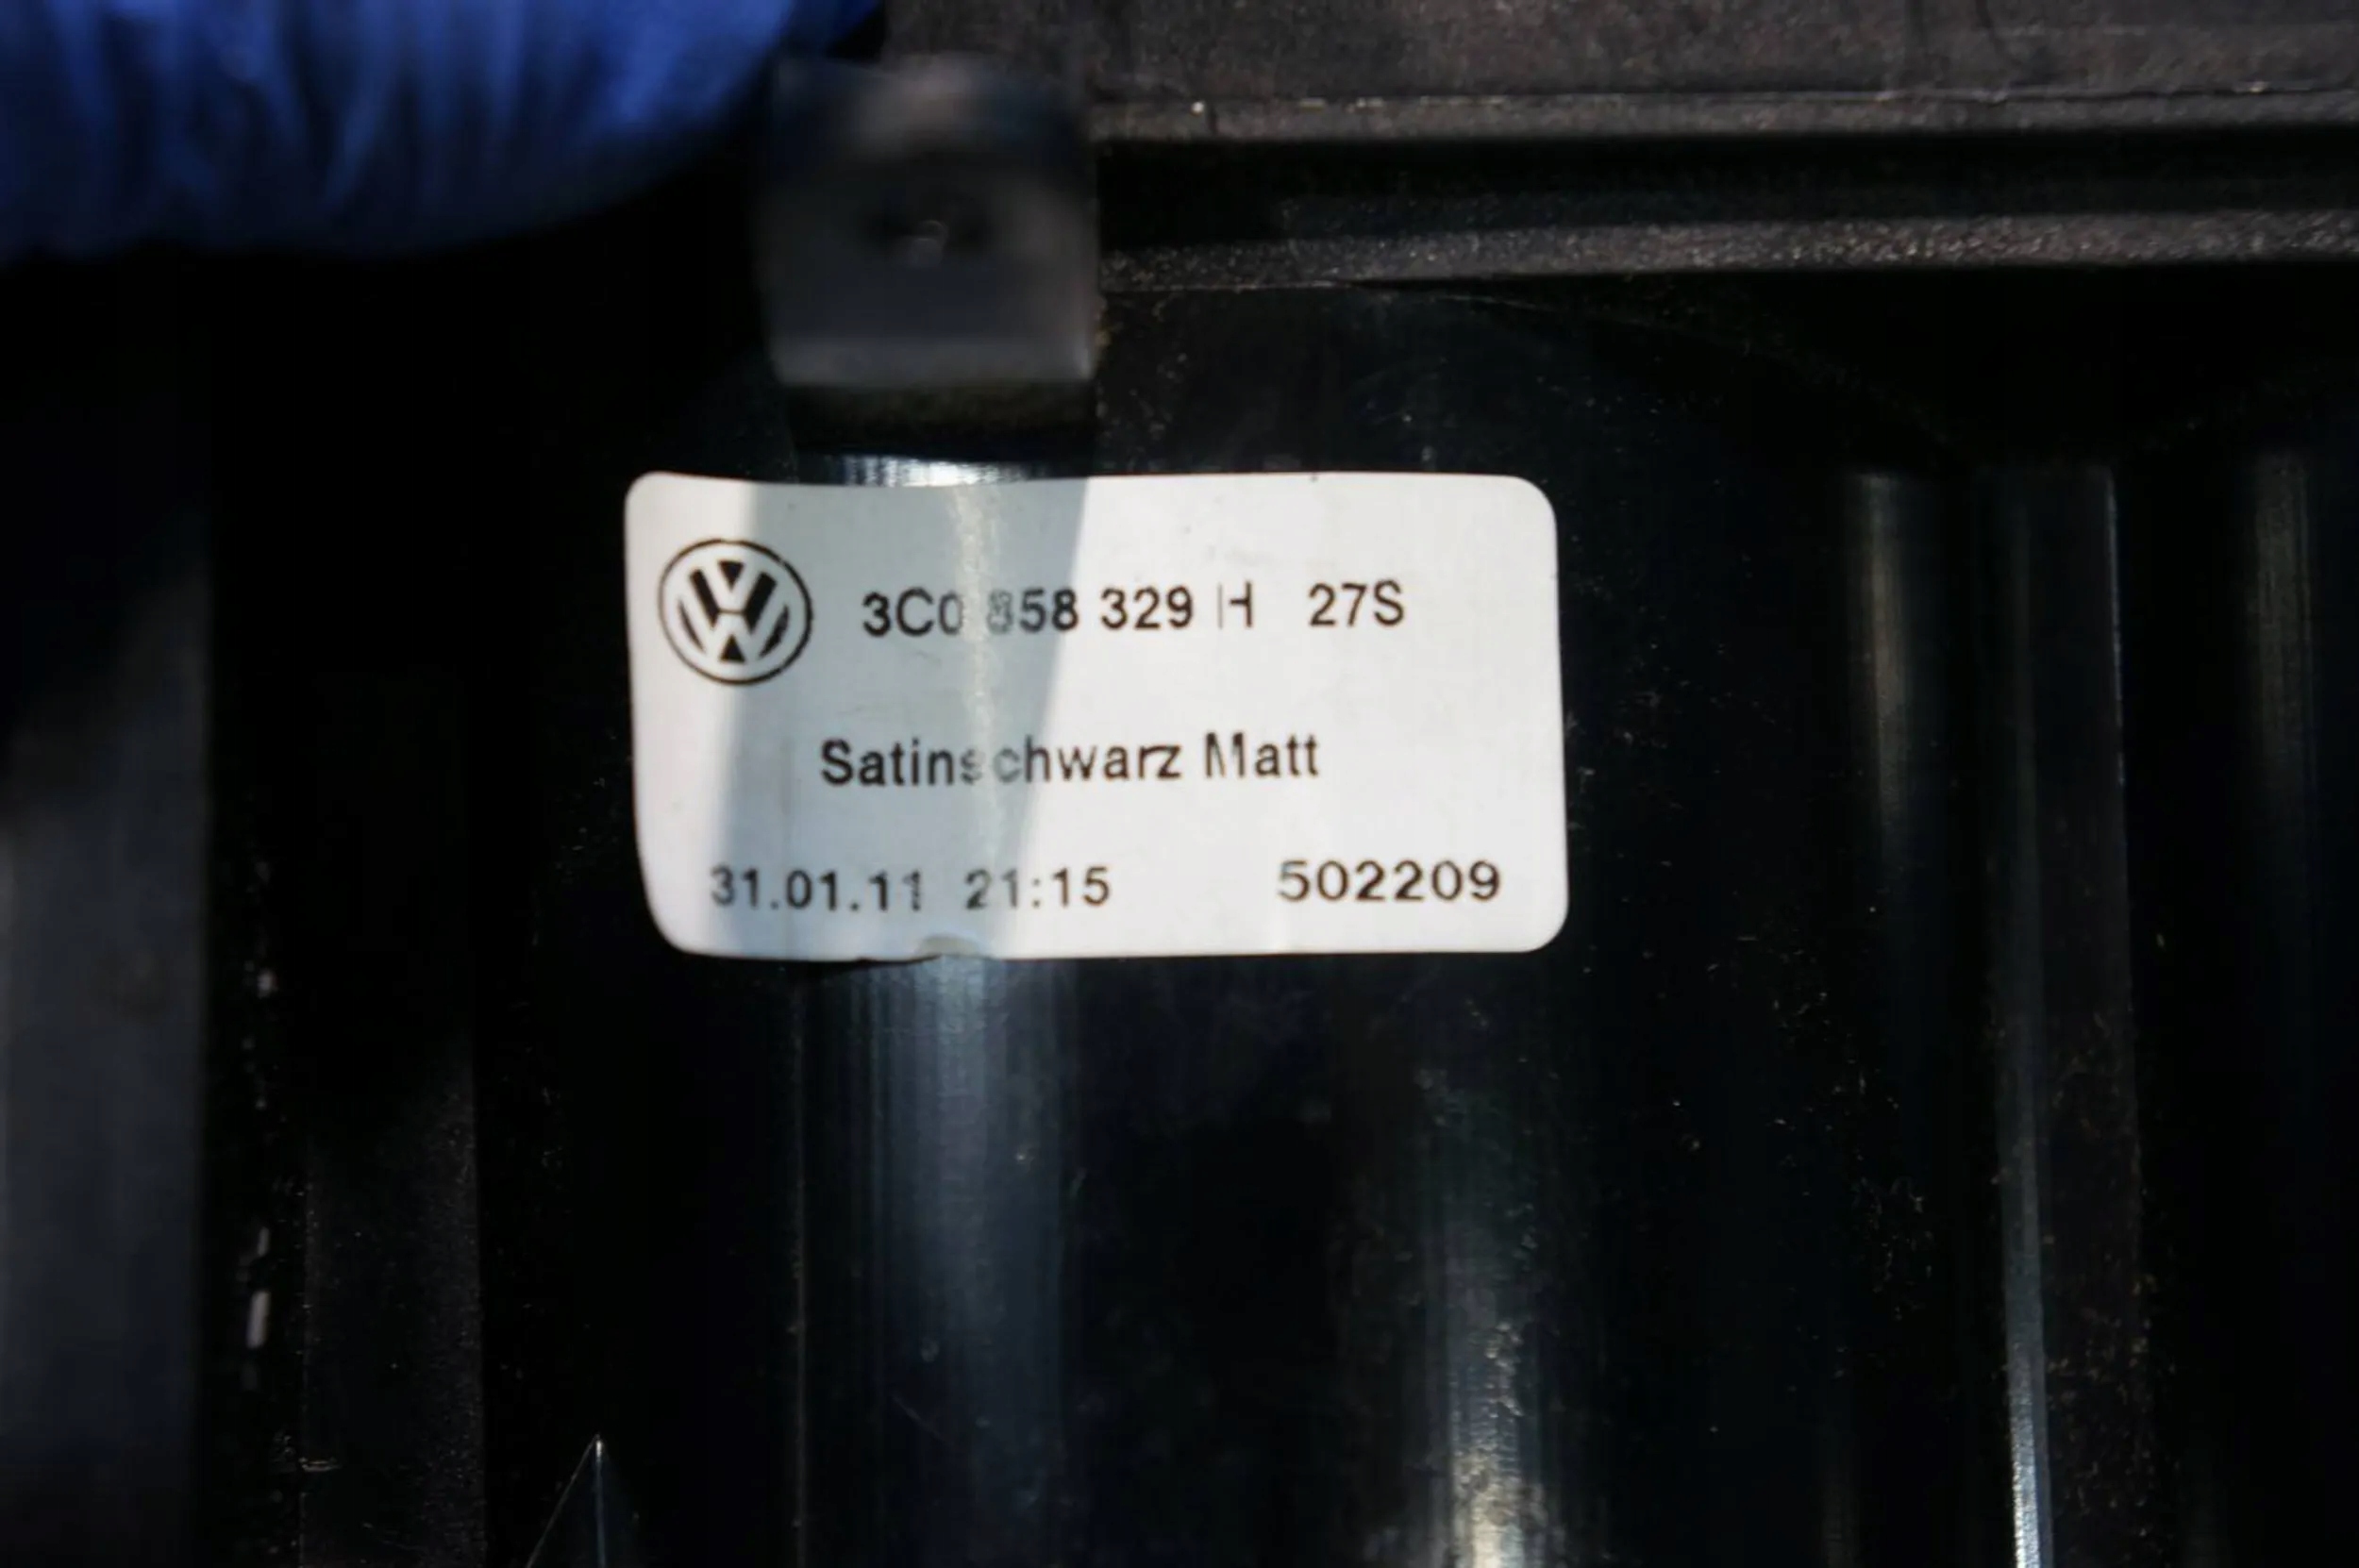 3C0 858 329 H 27S
Satinschwarz Matt
31.01.11 21:15 502209